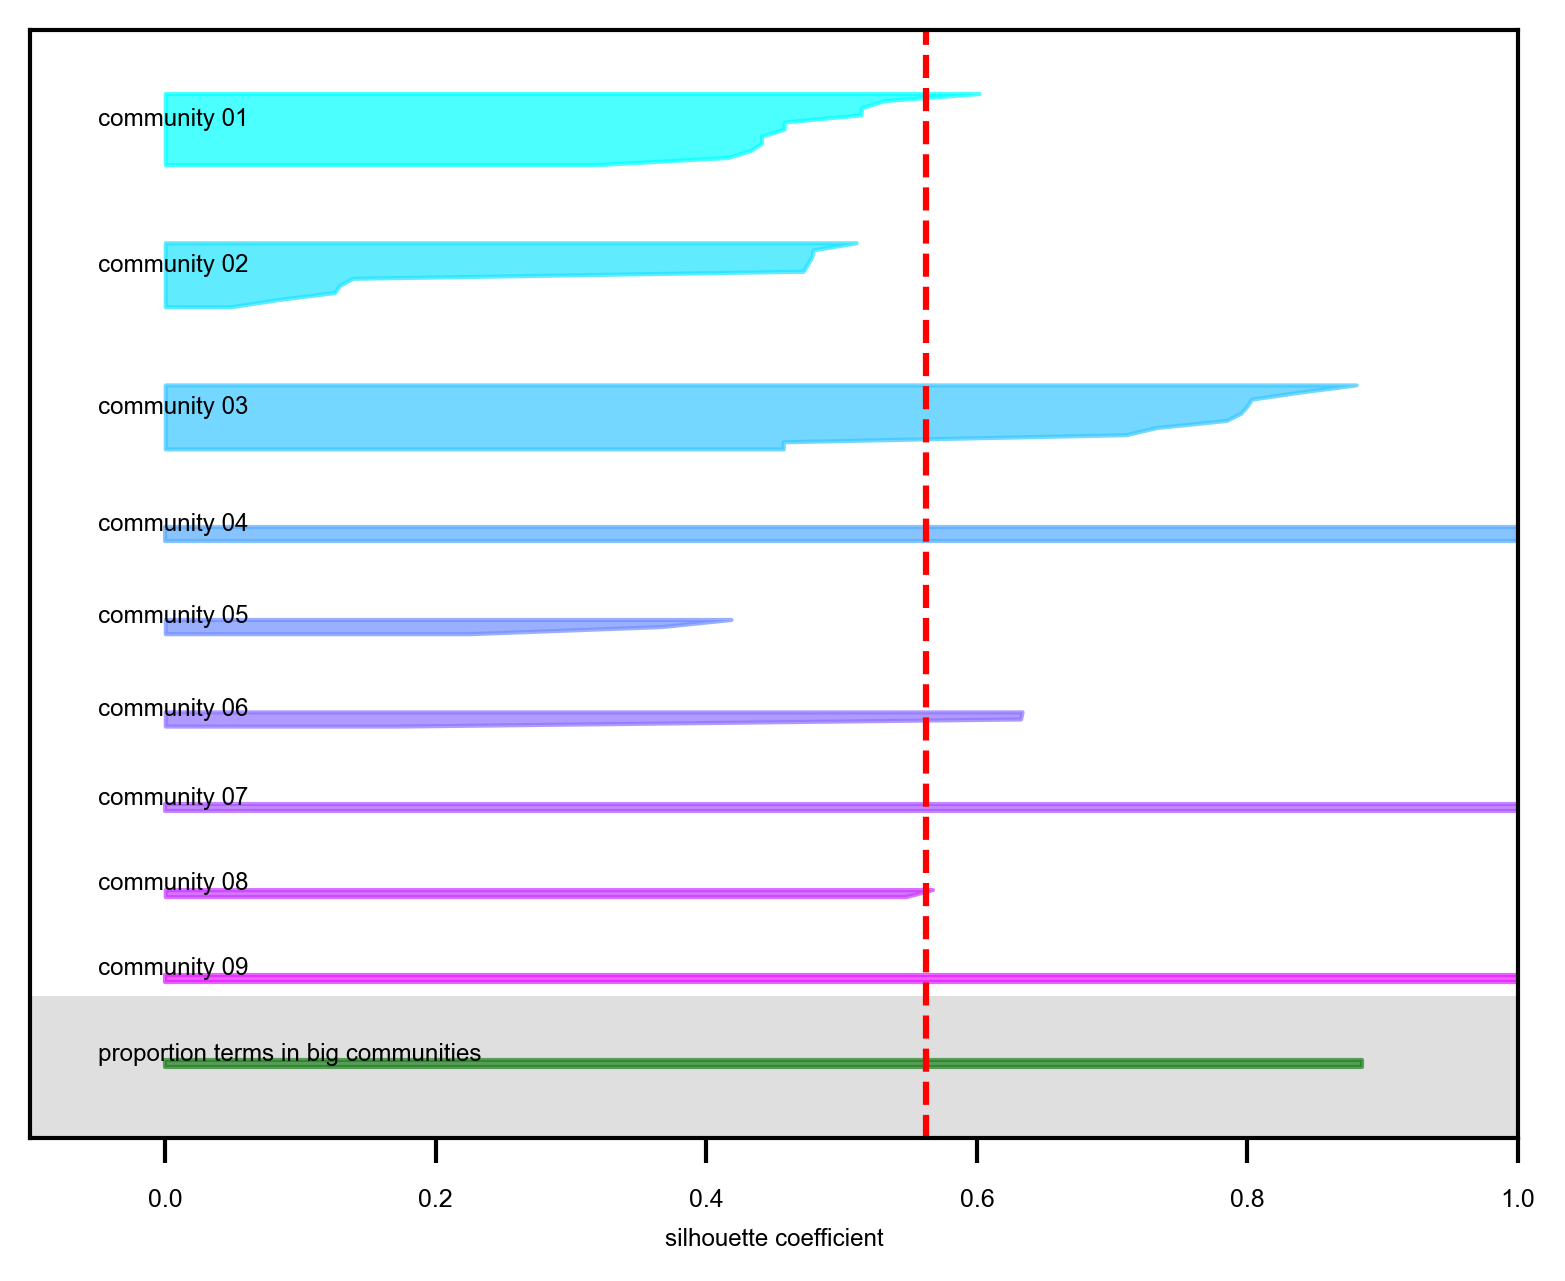 community 01
community 02
community 03
community 04
community 05
community 06
community 07
community 08
community 09
proportion terms in big communities
0.0 0.2 0.4 0.6 0.8 1.0
silhouette coefficient